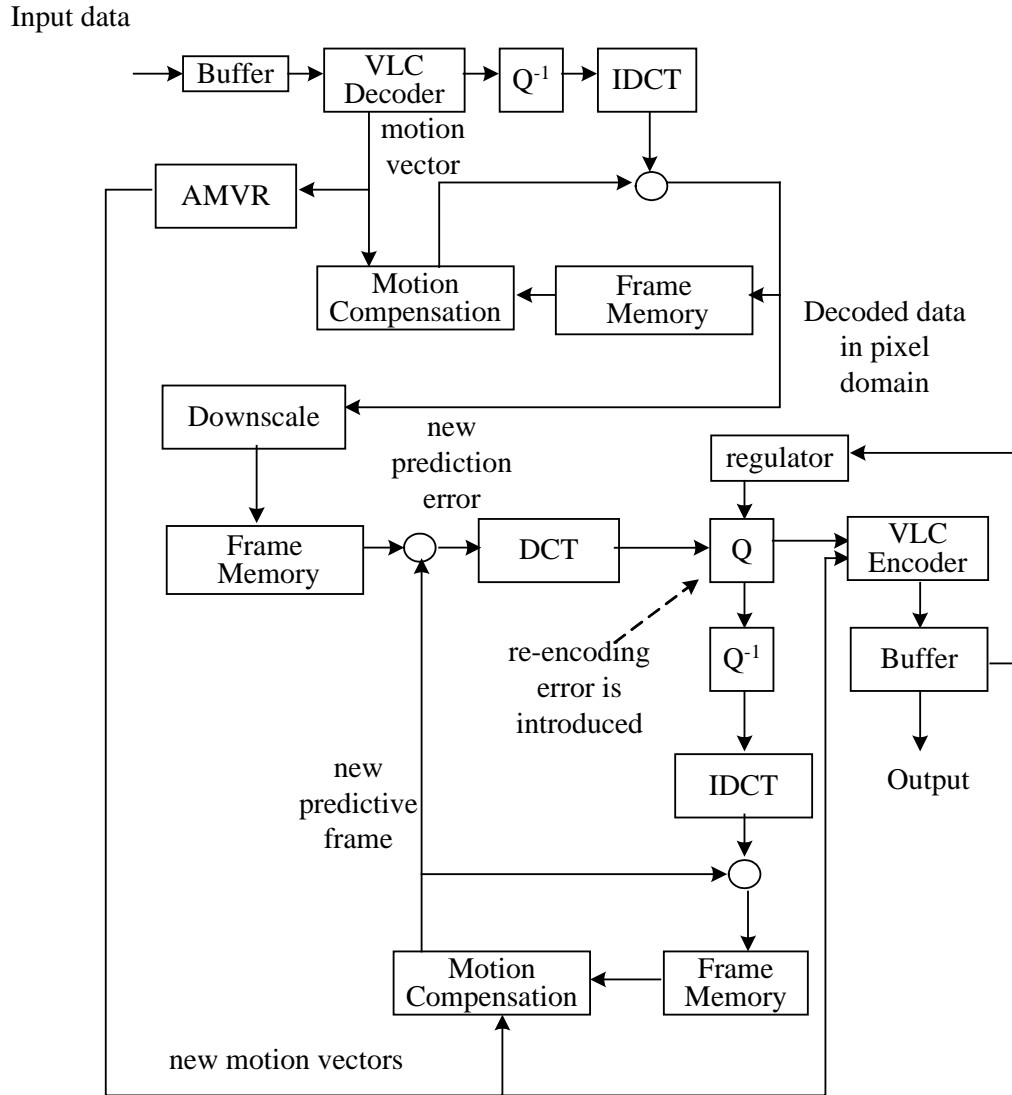 Input data
Buffer
VLC
Decoder
Q-1
IDCT
motion
vector
AMVR
Motion
Compensation
Frame
Memory
Decoded data
in pixel
domain
Downscale
new
prediction
error
regulator
Frame
Memory
DCT
Q
VLC
Encoder
re-encoding
error is
introduced
Q-1
Buffer
new
predictive
frame
IDCT
Output
Motion
Compensation
Frame
Memory
new motion vectors